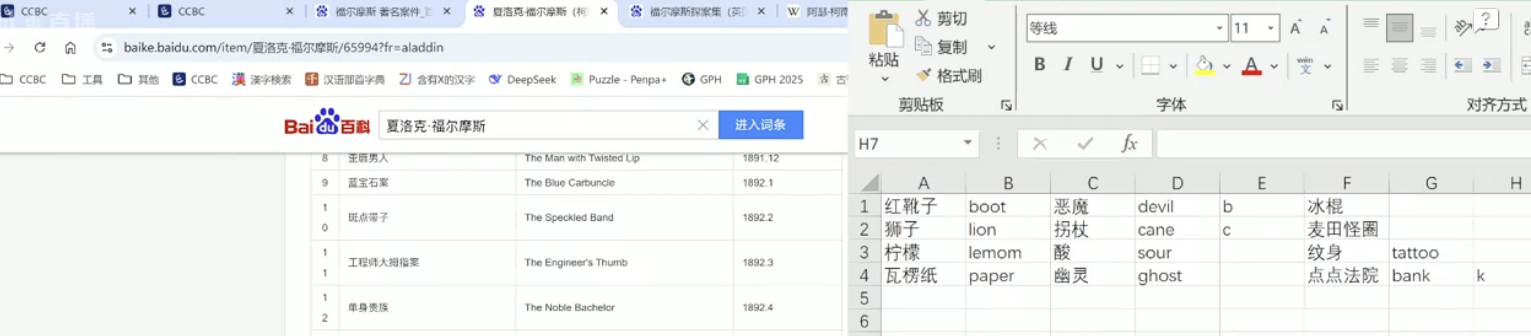 CCBC × CCBC × 福尔摩斯 著名案件_百 × 夏洛克·福尔摩斯（柯 × 福尔摩斯探案集（英 × W 阿瑟·柯南
baike.baidu.com/item/夏洛克·福尔摩斯/65994?fr=aladdin
CCBC 工具 其他 CCBC 漢字検索 汉语部首字典 含有X的汉字 DeepSeek Puzzle - Penpa+ GPH GPH 2025
Bai du 百科 夏洛克·福尔摩斯 × 进入词条
8 歪唇男人 The Man with Twisted Lip 1891.12
9 蓝宝石案 The Blue Carbuncle 1892.1
10 斑点带子 The Speckled Band 1892.2
11 工程师大拇指案 The Engineer's Thumb 1892.3
12 单身贵族 The Noble Bachelor 1892.4
粘贴 剪切 复制 格式刷
等线 11 A A
B I U A wén 文
剪贴板 字体 对齐方式
H7 fx
A B C D E F G H
1 红靴子 boot 恶魔 devil b 冰棍
2 狮子 lion 拐杖 cane c 麦田怪圈
3 柠檬 lemom 酸 sour 纹身 tattoo
4 瓦楞纸 paper 幽灵 ghost 点点法院 bank k
5
6